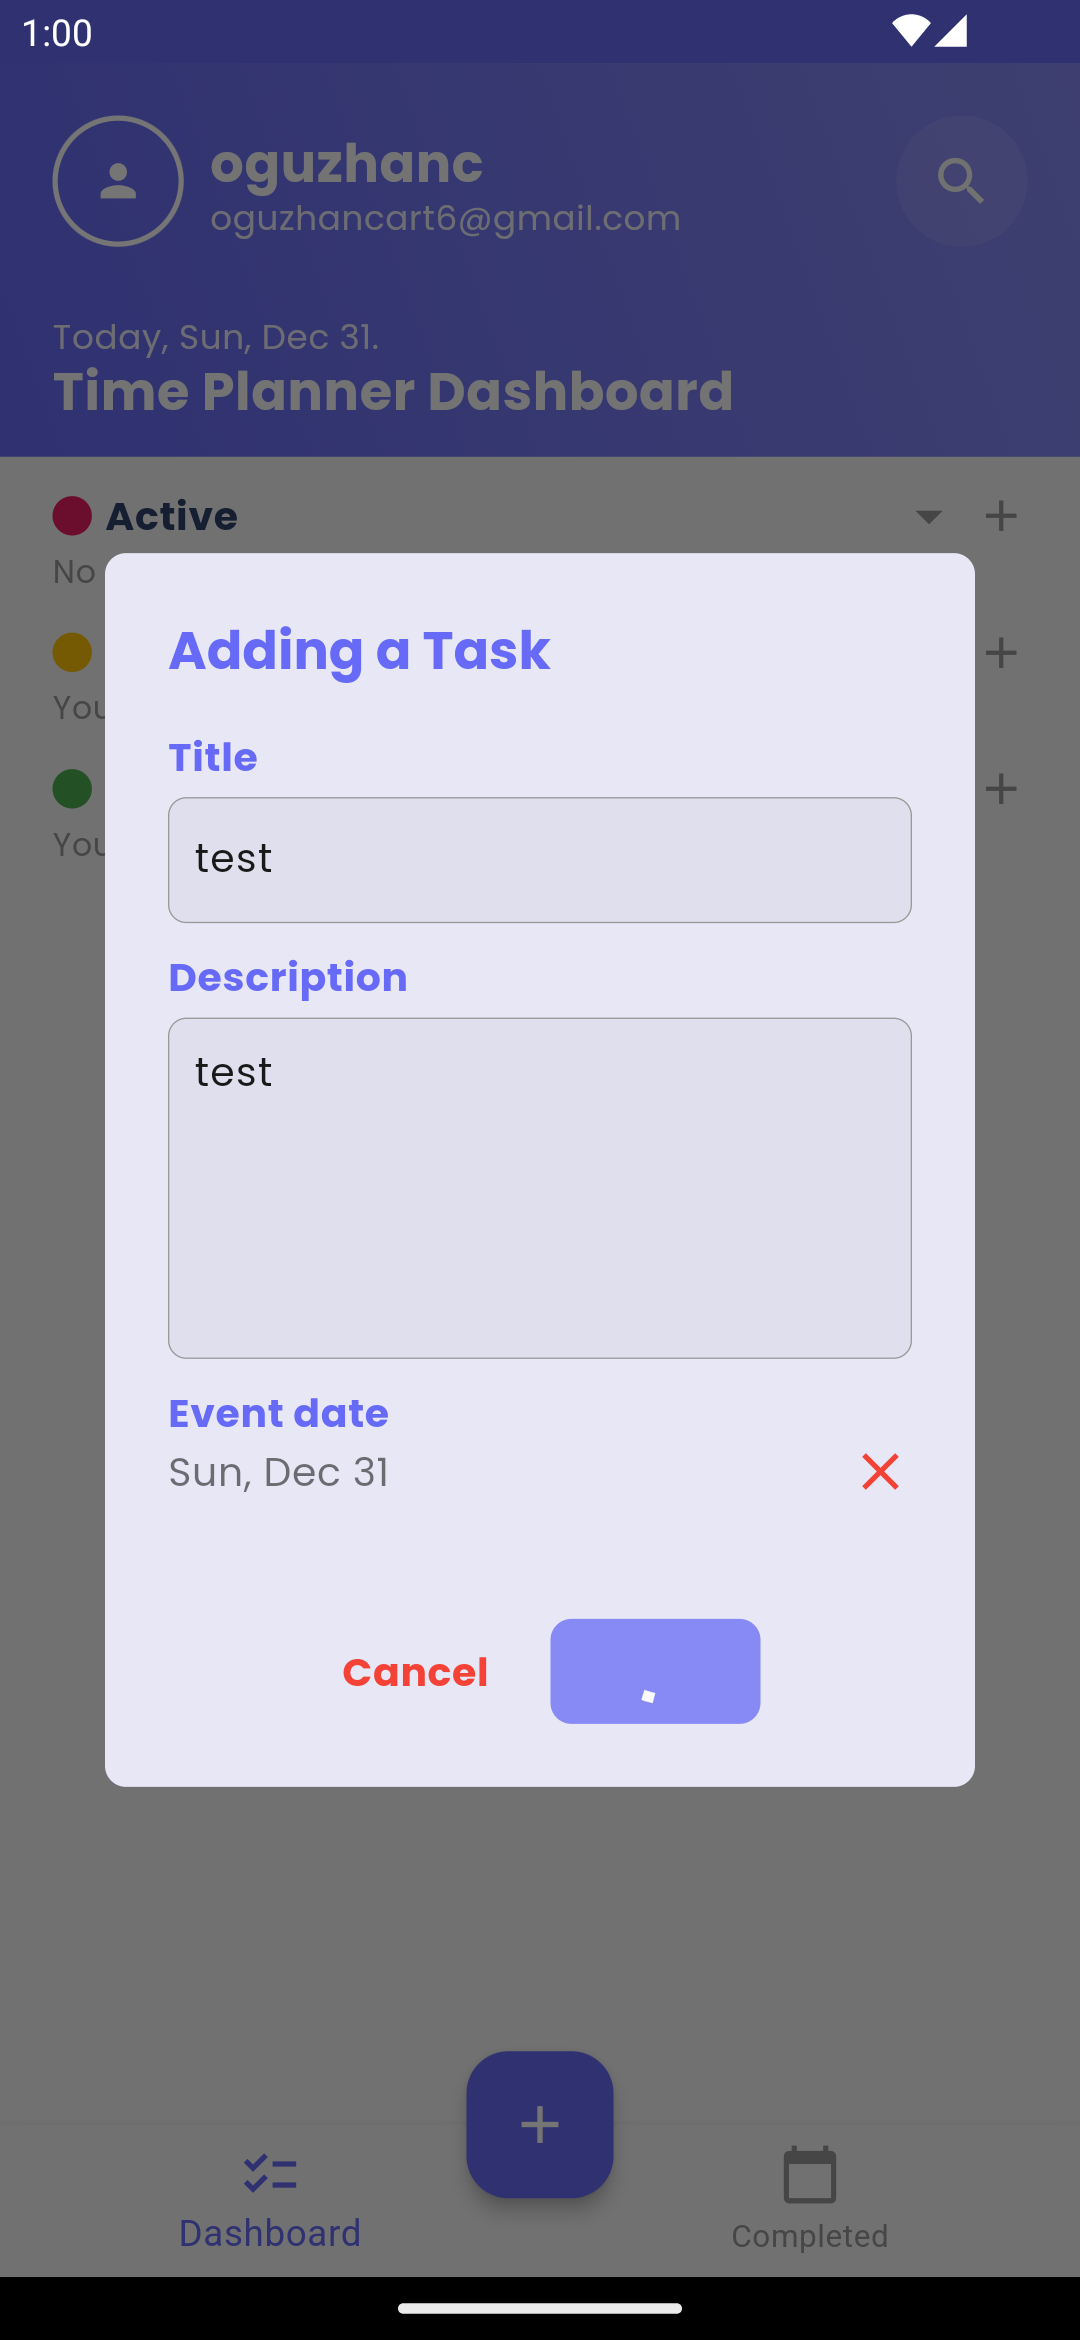 1:00
oguzhanc
oguzhancart6@gmail.com
Today, Sun, Dec 31.
Time Planner Dashboard
Active
No
You
You
Adding a Task
Title
test
Description
test
Event date
Sun, Dec 31
Cancel
Dashboard
Completed